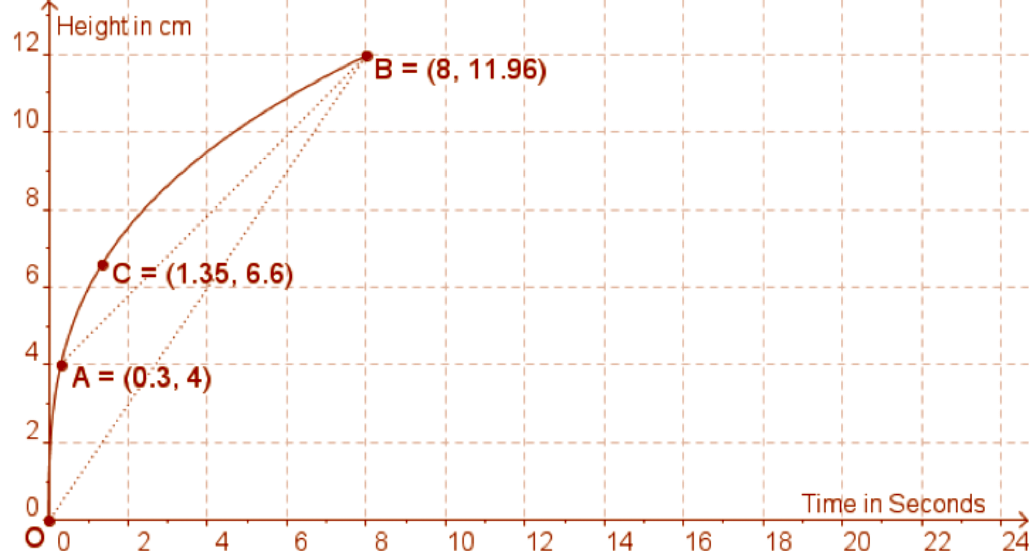 Height in cm
12
B = (8, 11.96)
10
8
6
C = (1.35, 6.6)
4
A = (0.3, 4)
2
0
Time in Seconds
O
0 2 4 6 8 10 12 14 16 18 20 22 24